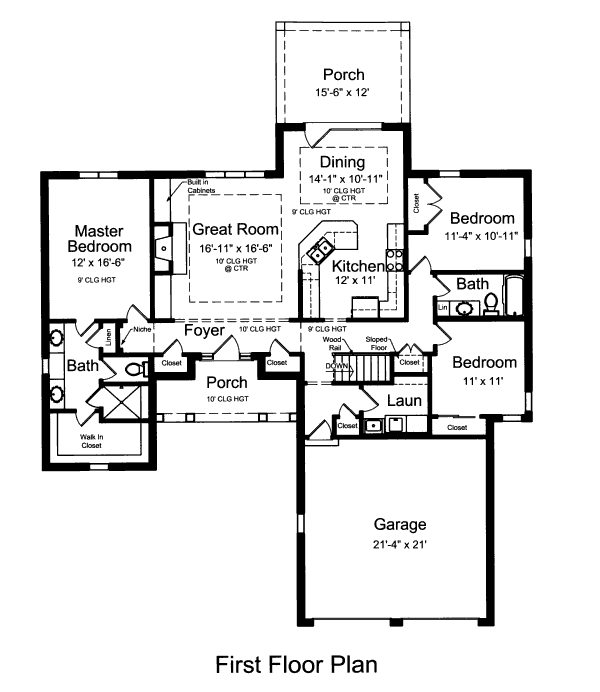 Porch
15'-6" x 12'
Dining
14'-1" x 10'-11"
10' CLG HGT
@ CTR
9' CLG HGT
Built In
Cabinets
Great Room
16'-11" x 16'-6"
10' CLG HGT
@ CTR
Master
Bedroom
12' x 16'-6"
9' CLG HGT
Closet
Bedroom
11'-4" x 10'-11"
Kitchen
12' x 11'
Bath
Lin
Foyer
10' CLG HGT
9' CLG HGT
Niche
Linen
Bath
Closet
Closet
Wood
Rail
Sloped
Floor
DOWN
Closet
Bedroom
11' x 11'
Porch
10' CLG HGT
Laun
Closet
Closet
Walk In
Closet
Garage
21'-4" x 21'
First Floor Plan